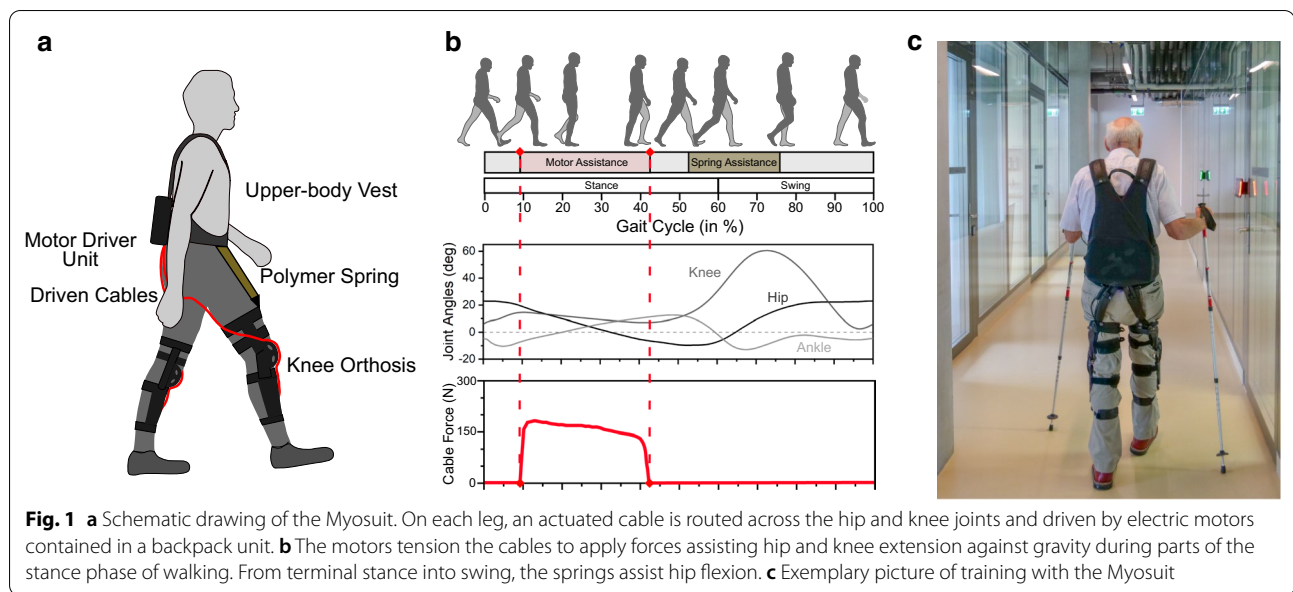 a
Upper-body Vest
Motor Driver
Unit
Polymer Spring
Driven Cables
Knee Orthosis
b
Motor Assistance
Spring Assistance
Stance
Swing
0 10 20 30 40 50 60 70 80 90 100
Gait Cycle (in %)
Joint Angles (deg)
60
40
20
0
-20
Knee
Hip
Ankle
Cable Force (N)
300
150
0
c
Fig. 1 a Schematic drawing of the Myosuit. On each leg, an actuated cable is routed across the hip and knee joints and driven by electric motors
contained in a backpack unit. b The motors tension the cables to apply forces assisting hip and knee extension against gravity during parts of the
stance phase of walking. From terminal stance into swing, the springs assist hip flexion. c Exemplary picture of training with the Myosuit